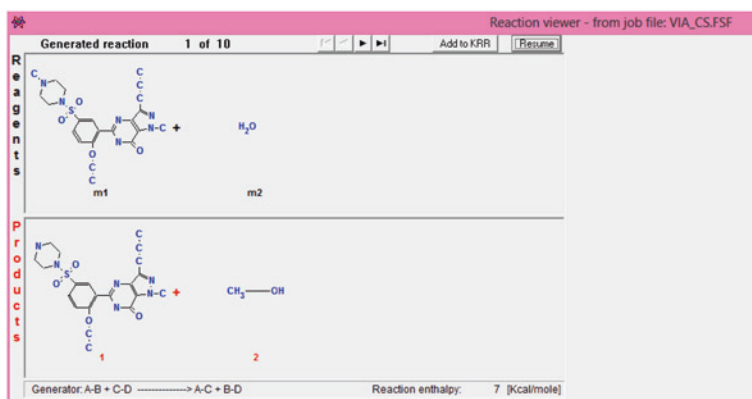 Reaction viewer - from job file: VIA_CS.FSF
Generated reaction 1 of 10
Add to KRR
Resume
Reagents
C
N
N
O
S
O
O
C
C
C
C
C
N
N
N
N-C
O
+
H₂O
m1
m2
Products
N
N
O
S
O
O
C
C
C
C
C
N
N
N
N-C
O
+
CH₃ OH
1
2
Generator: A-B + C-D --------------> A-C + B-D
Reaction enthalpy: 7 [Kcal/mole]